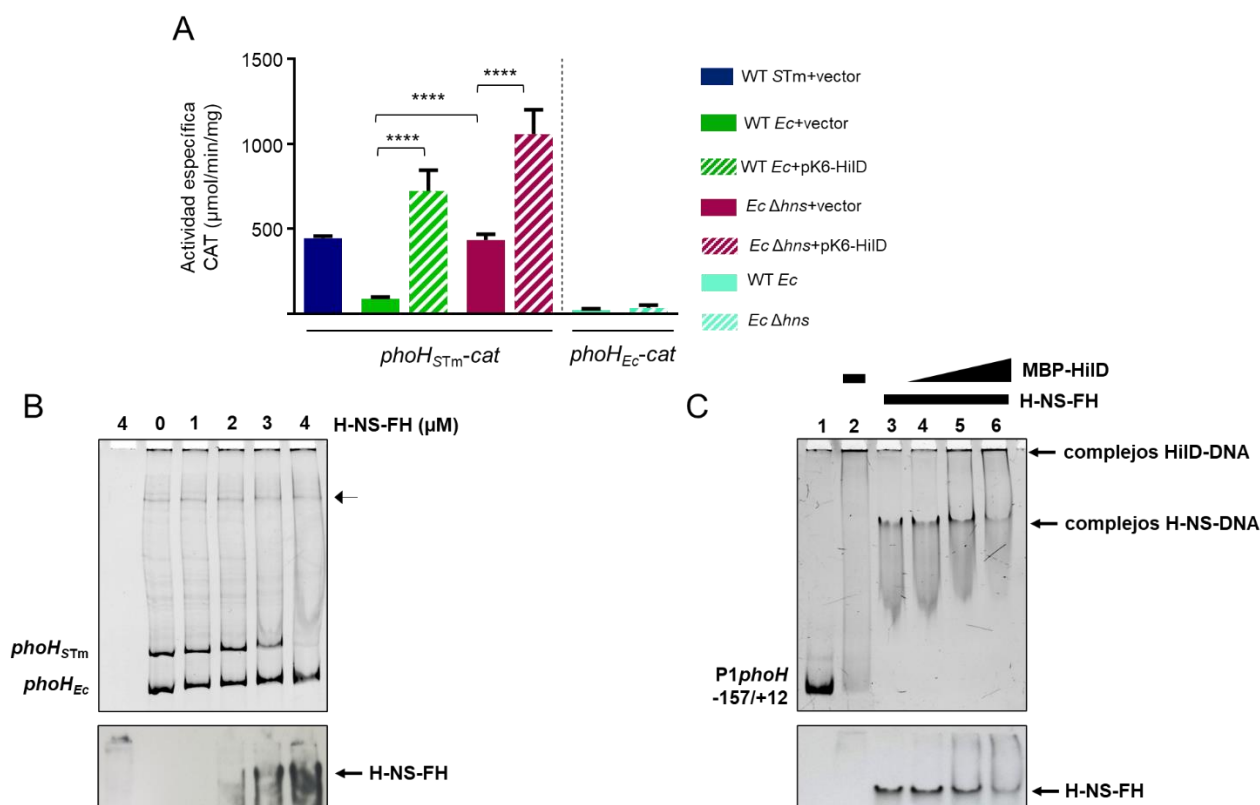 A
Actividad específica
CAT (µmol/min/mg)
1500
1000
500
****
****
****
phoHSTm-cat
phoHEc-cat
WT STm+vector
WT Ec+vector
WT Ec+pK6-HilD
Ec Δhns+vector
Ec Δhns+pK6-HilD
WT Ec
Ec Δhns
B
4 0 1 2 3 4 H-NS-FH (µM)
phoHSTm
phoHEc
H-NS-FH
C
MBP-HilD
H-NS-FH
1 2 3 4 5 6
complejos HilD-DNA
complejos H-NS-DNA
P1phoH
-157/+12
H-NS-FH